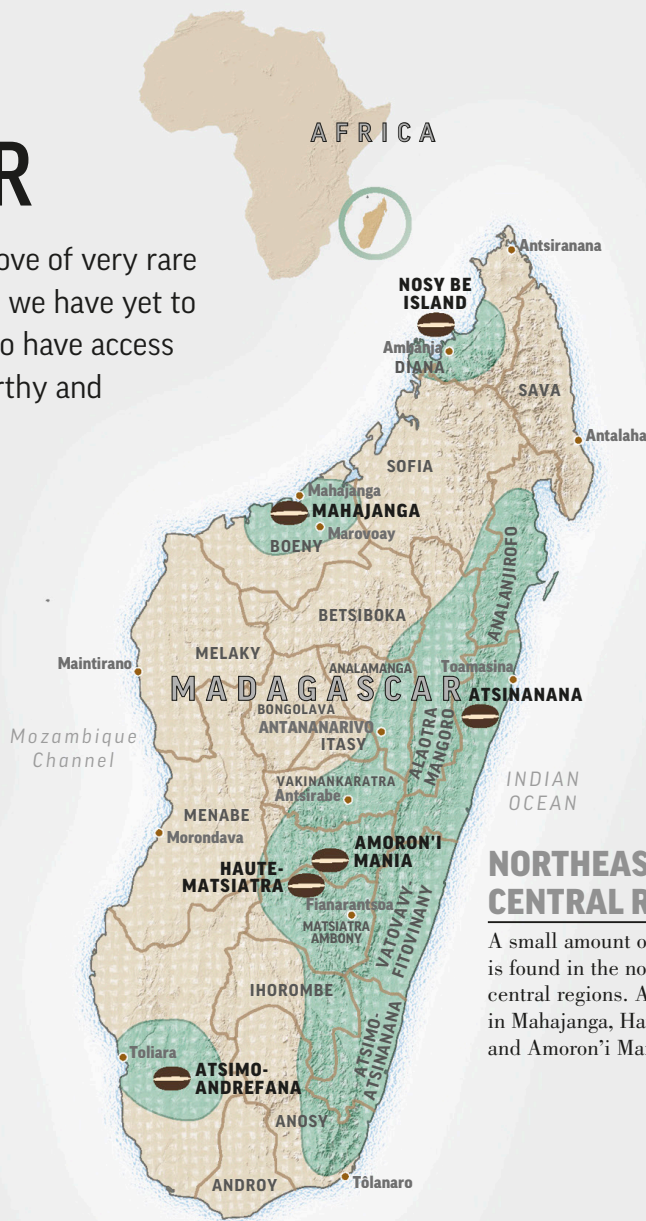 AFRICA
R
ove of very rare
we have yet to
o have access
rthy and
Antsiranana
NOSY BE
ISLAND
Ambanja
DIANA
SAVA
Antalaha
SOFIA
Mahajanga
MAHAJANGA
Marovoay
BOENY
ANALANJIROFO
BETSIBOKA
MELAKY
Maintirano
ANALAMANGA
Toamasina
MADAGASCAR
ATSINANANA
BONGOLAVA
ANTANANARIVO
ITASY
ALAOTRA
MANGORO
Mozambique
Channel
VAKINANKARATRA
Antsirabe
INDIAN
OCEAN
MENABE
Morondava
AMORON'I
MANIA
HAUTE-
MATSIATRA
Fianarantsoa
MATSIATRA
AMBONY
VATOVAVY-
FITOVINANY
NORTHEAS
CENTRAL R
A small amount o
is found in the no
central regions. A
in Mahajanga, Ha
and Amoron'i Ma
IHOROMBE
ATSIMO-
ATSINANANA
Toliara
ATSIMO-
ANDREFANA
ANOSY
ANDROY
Tôlanaro